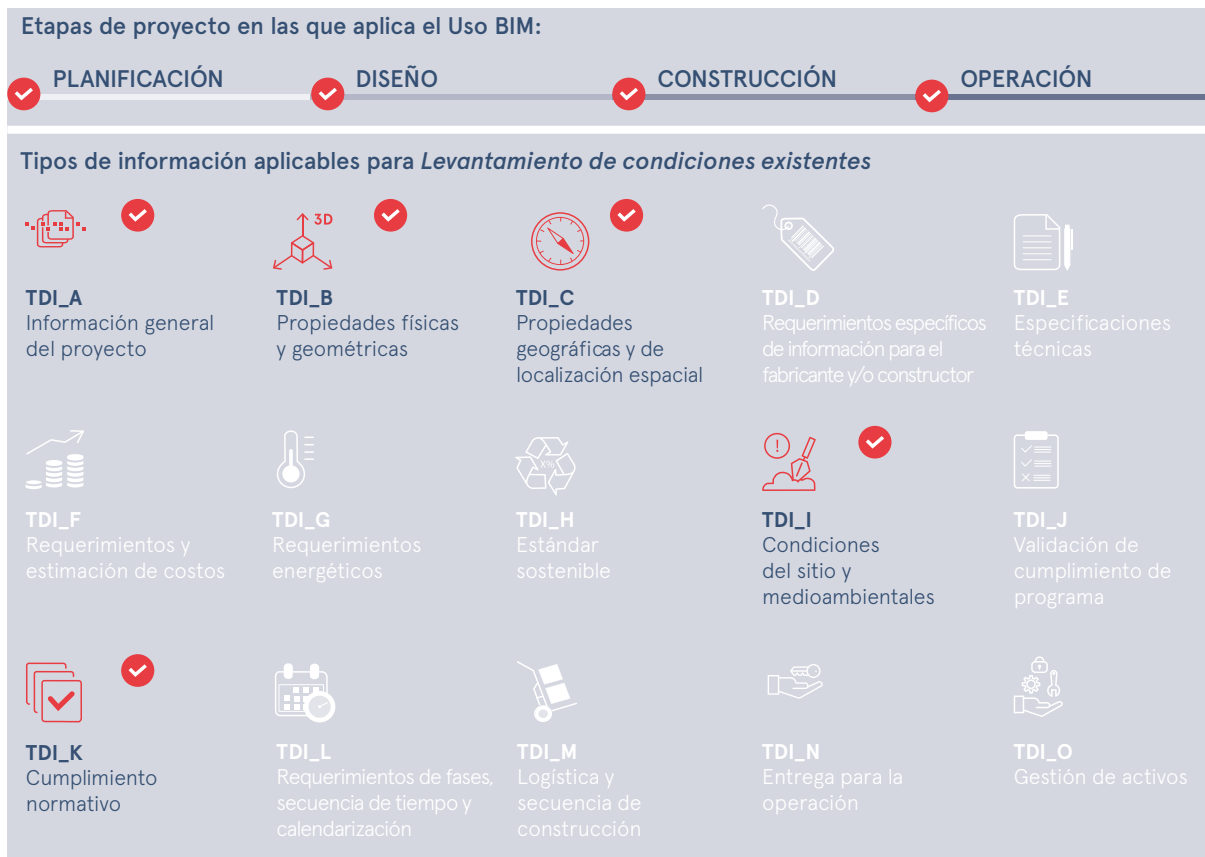 Etapas de proyecto en las que aplica el Uso BIM:
PLANIFICACIÓN
DISEÑO
CONSTRUCCIÓN
OPERACIÓN
Tipos de información aplicables para Levantamiento de condiciones existentes
3D
TDI_A
Información general
del proyecto
TDI_B
Propiedades físicas
y geométricas
TDI_C
Propiedades
geográficas y de
localización espacial
TDI_D
Requerimientos específicos
de información para el
fabricante y/o constructor
TDI_E
Especificaciones
técnicas
TDI_F
Requerimientos y
estimación de costos
TDI_G
Requerimientos
energéticos
X%
TDI_H
Estándar
sostenible
TDI_I
Condiciones
del sitio y
medioambientales
TDI_J
Validación de
cumplimiento de
programa
TDI_K
Cumplimiento
normativo
TDI_L
Requerimientos de fases,
secuencia de tiempo y
calendarización
TDI_M
Logística y
secuencia de
construcción
TDI_N
Entrega para la
operación
TDI_O
Gestión de activos